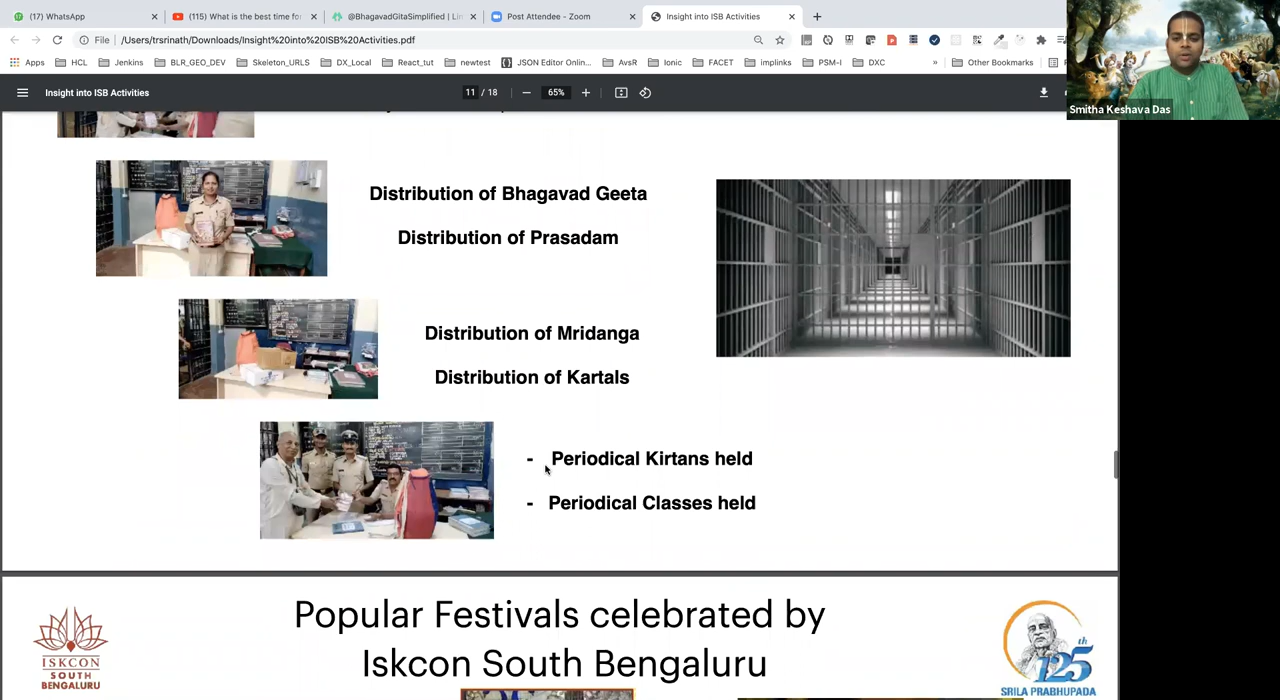 (17) WhatsApp
(115) What is the best time for
@BhagavadGitaSimplified | Lin
Post Attendee - Zoom
Insight into ISB Activities
File
/Users/trsrinath/Downloads/Insight%20into%20ISB%20Activities.pdf
Apps
HCL
Jenkins
BLR_GEO_DEV
Skeleton_URLS
DX_Local
React_tut
newtest
JSON Editor Onlin...
AvsR
Ionic
FACET
implinks
PSM-I
DXC
»
Other Bookmarks
Insight into ISB Activities
11 / 18
65%
Smitha Keshava Das
Distribution of Bhagavad Geeta
Distribution of Prasadam
Distribution of Mridanga
Distribution of Kartals
- Periodical Kirtans held
- Periodical Classes held
Popular Festivals celebrated by
Iskcon South Bengaluru
ISKCON
SOUTH
BENGALURU
125th
SRILA PRABHUPADA